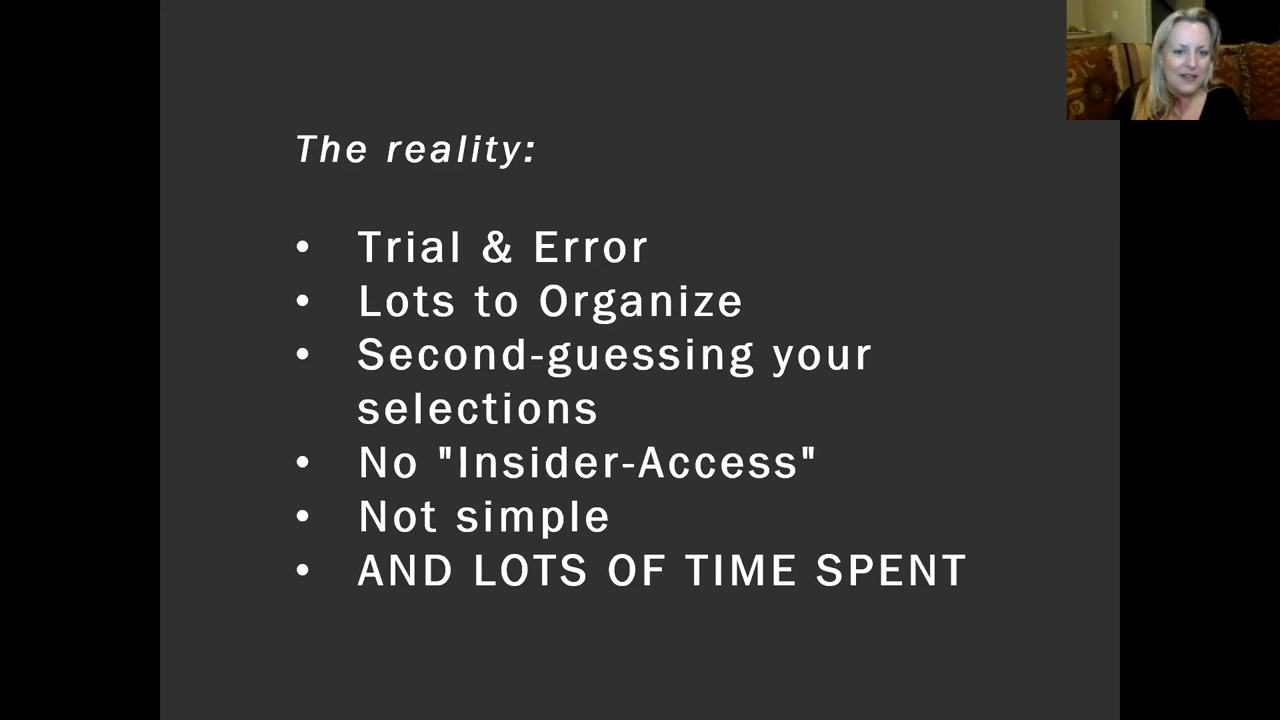 The reality:
• Trial & Error
• Lots to Organize
• Second-guessing your
selections
• No "Insider-Access"
• Not simple
• AND LOTS OF TIME SPENT